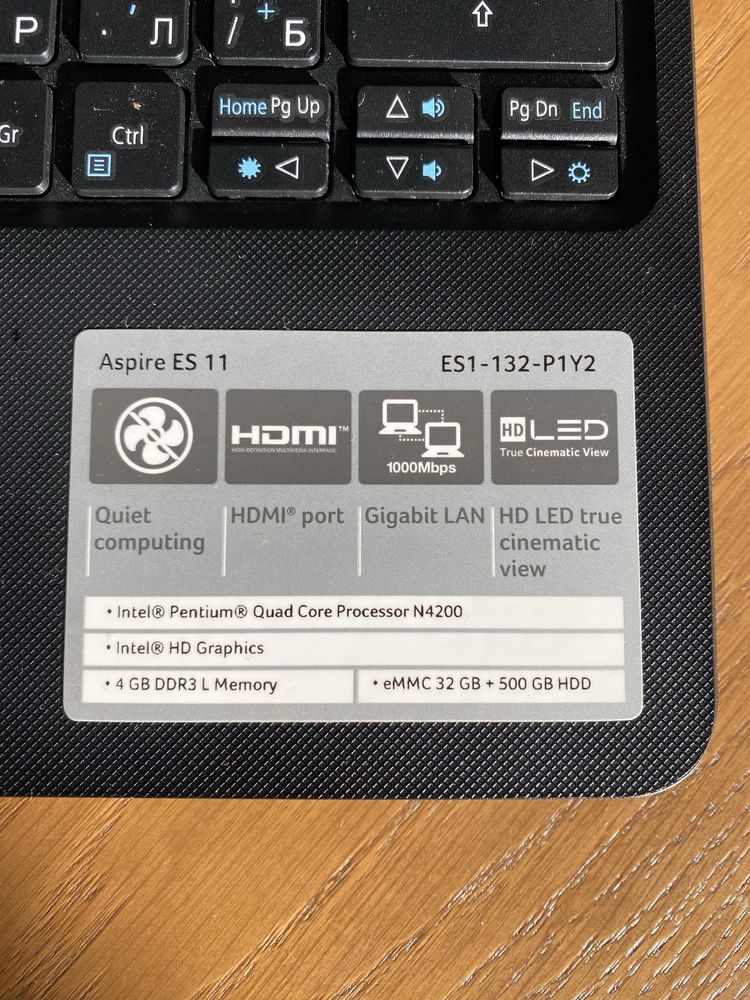 Р Л / + Б
Gr Ctrl Home Pg Up Pg Dn End
Aspire ES 11 ES1-132-P1Y2
HDMI™
HIGH-DEFINITION MULTIMEDIA INTERFACE
1000Mbps
HD LED
True Cinematic View
Quiet computing
HDMI® port
Gigabit LAN
HD LED true
cinematic
view
• Intel® Pentium® Quad Core Processor N4200
• Intel® HD Graphics
• 4 GB DDR3 L Memory • eMMC 32 GB + 500 GB HDD